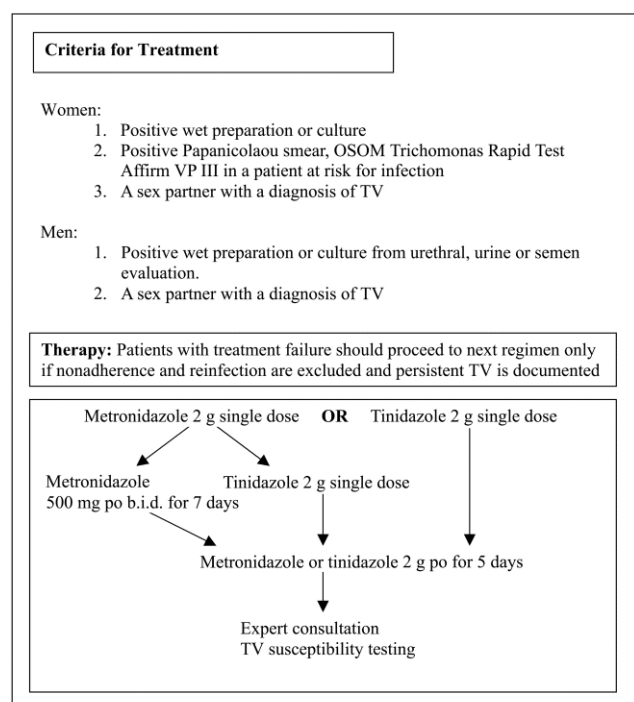 Criteria for Treatment
Women:
1. Positive wet preparation or culture
2. Positive Papanicolaou smear, OSOM Trichomonas Rapid Test
Affirm VP III in a patient at risk for infection
3. A sex partner with a diagnosis of TV
Men:
1. Positive wet preparation or culture from urethral, urine or semen
evaluation.
2. A sex partner with a diagnosis of TV
Therapy: Patients with treatment failure should proceed to next regimen only
if nonadherence and reinfection are excluded and persistent TV is documented
Metronidazole 2 g single dose OR Tinidazole 2 g single dose
Metronidazole
500 mg po b.i.d. for 7 days
Tinidazole 2 g single dose
Metronidazole or tinidazole 2 g po for 5 days
Expert consultation
TV susceptibility testing